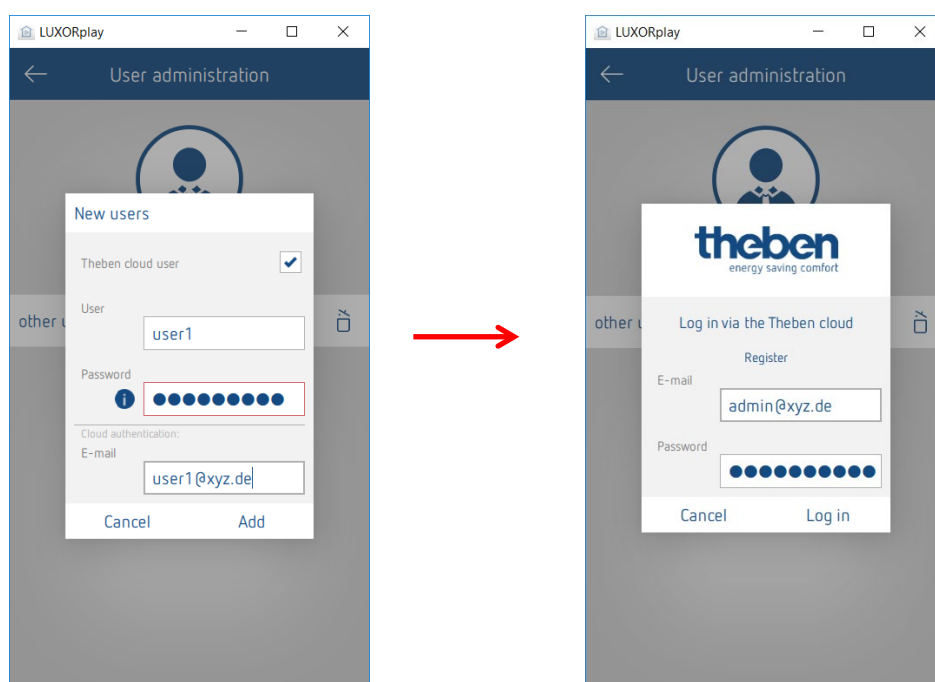 LUXORplay
User administration
New users
Theben cloud user
other u
User
user1
Password
i
●●●●●●●●●
Cloud authentication:
E-mail
user1@xyz.de
Cancel Add
LUXORplay
User administration
theben
energy saving comfort
other u
Log in via the Theben cloud
Register
E-mail
admin@xyz.de
Password
●●●●●●●●●●
Cancel Log in